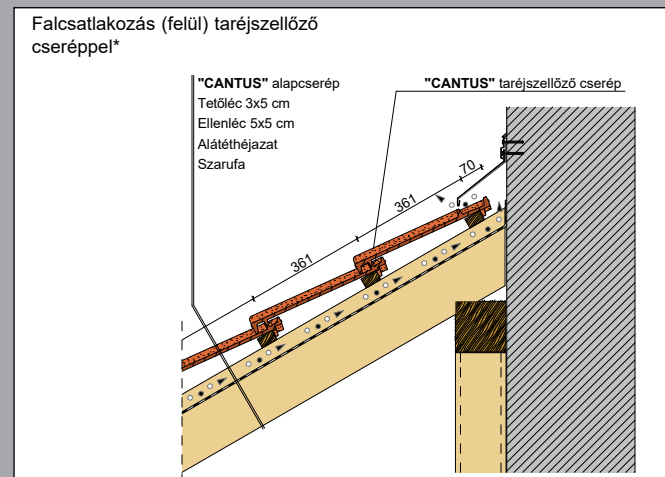 Falcsatlakozás (felül) taréjszellőző
cseréppel*
"CANTUS" alapcserép
Tetőléc 3x5 cm
Ellenléc 5x5 cm
Alátéthéjazat
Szarufa
"CANTUS" taréjszellőző cserép
70
361
361